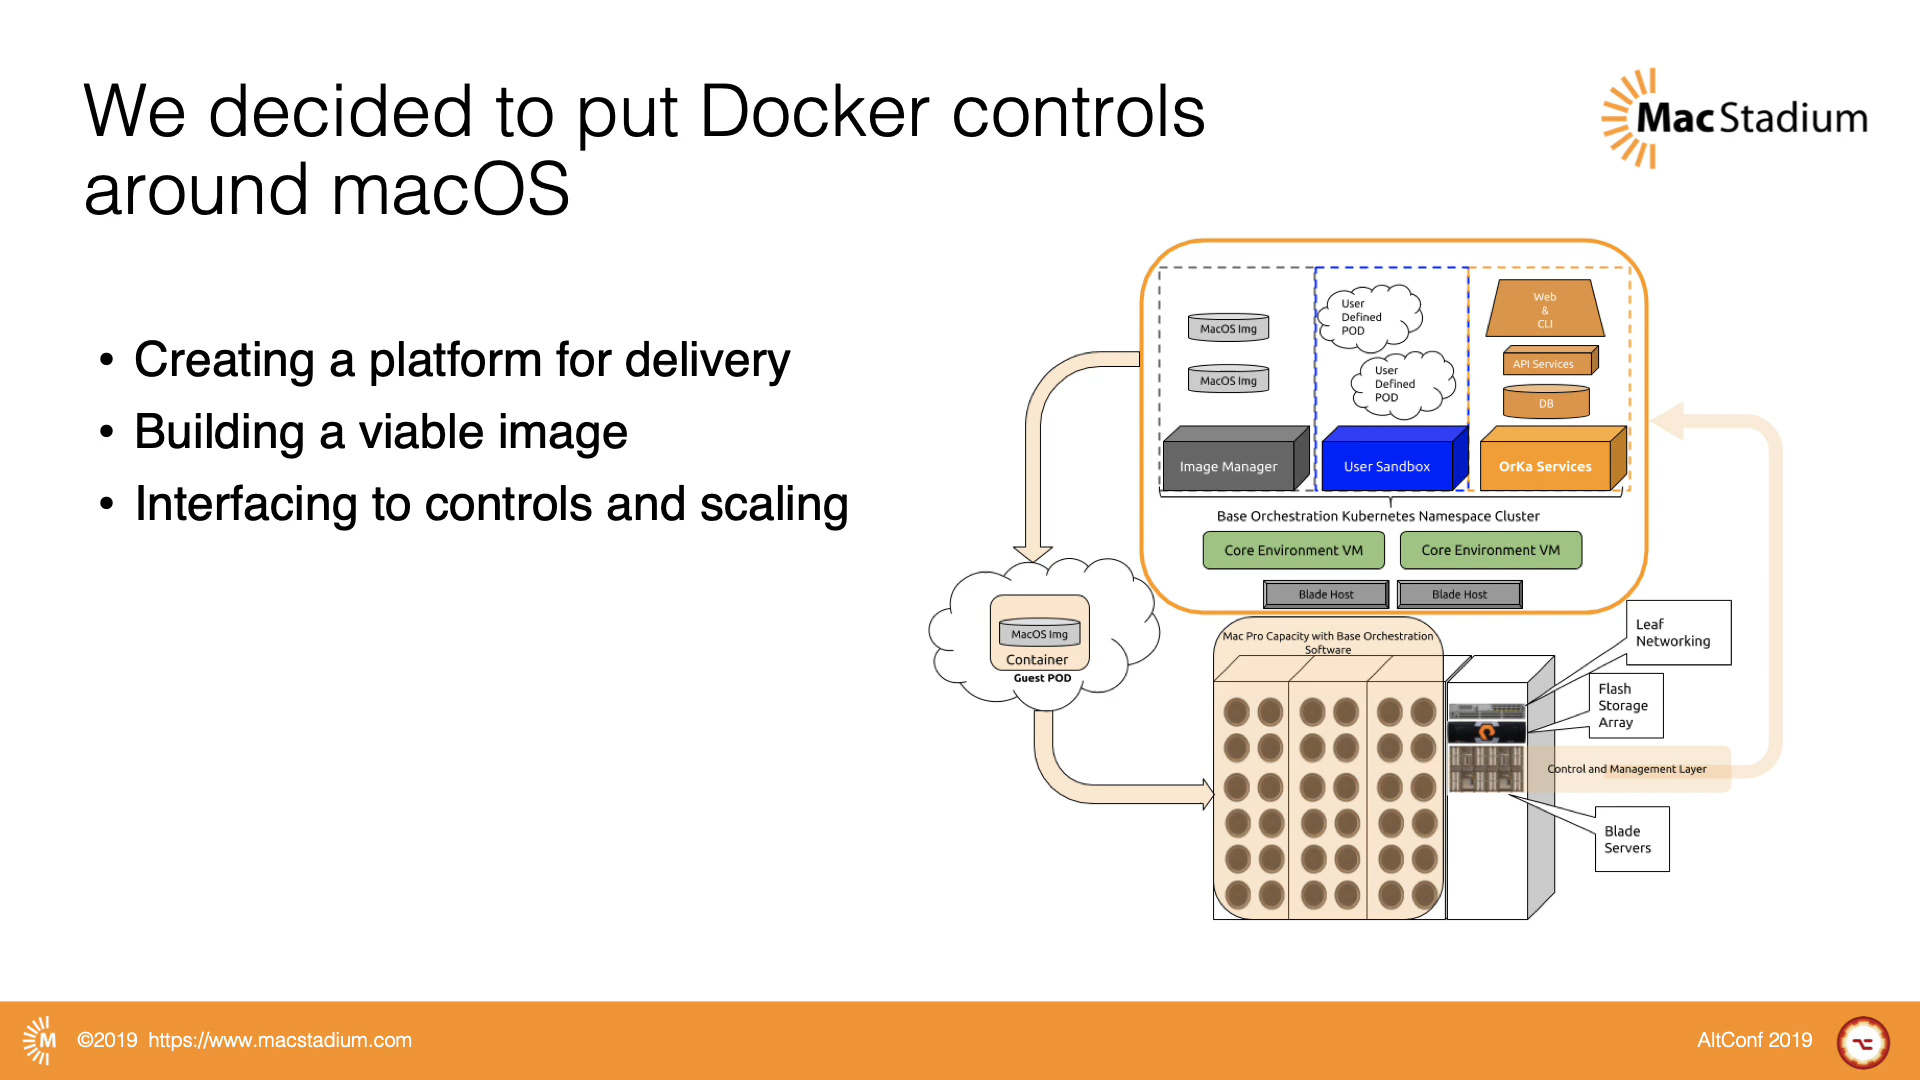 We decided to put Docker controls
around macOS
MacStadium
• Creating a platform for delivery
• Building a viable image
• Interfacing to controls and scaling
MacOS Img
MacOS Img
Image Manager
User
Defined
POD
User
Defined
POD
User Sandbox
Web
&
CLI
API Services
DB
OrKa Services
Base Orchestration Kubernetes Namespace Cluster
Core Environment VM
Core Environment VM
Blade Host
Blade Host
MacOS Img
Container
Guest POD
Mac Pro Capacity with Base Orchestration
Software
Leaf
Networking
Flash
Storage
Array
Control and Management Layer
Blade
Servers
M
©2019 https://www.macstadium.com
AltConf 2019